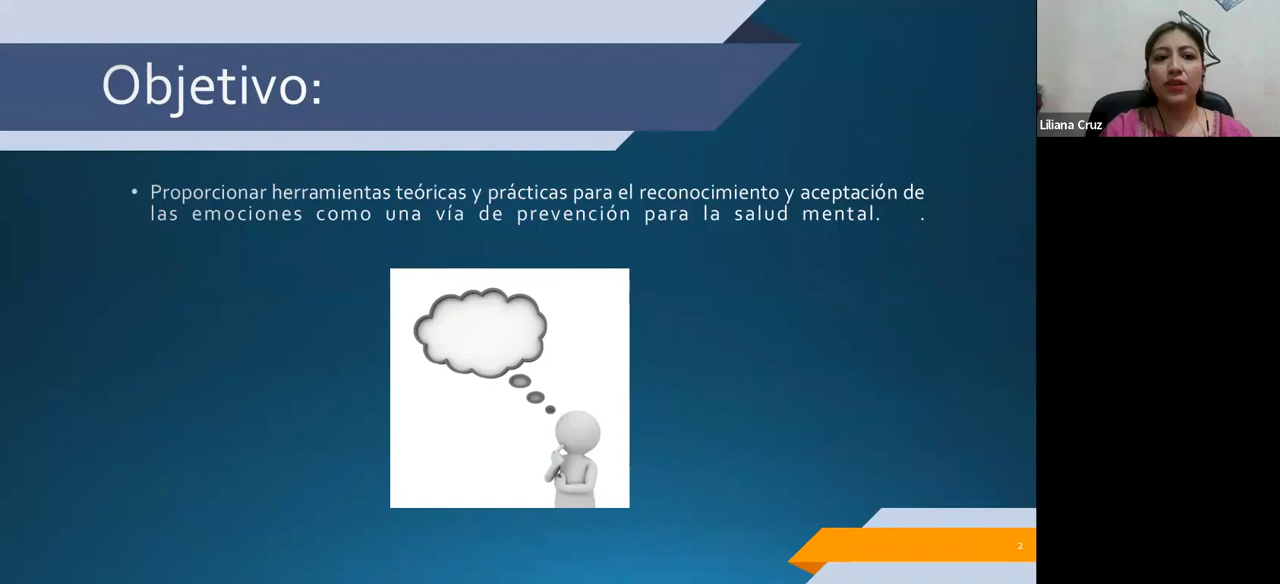 Objetivo:
• Proporcionar herramientas teóricas y prácticas para el reconocimiento y aceptación de
las emociones como una vía de prevención para la salud mental. .
Liliana Cruz
2